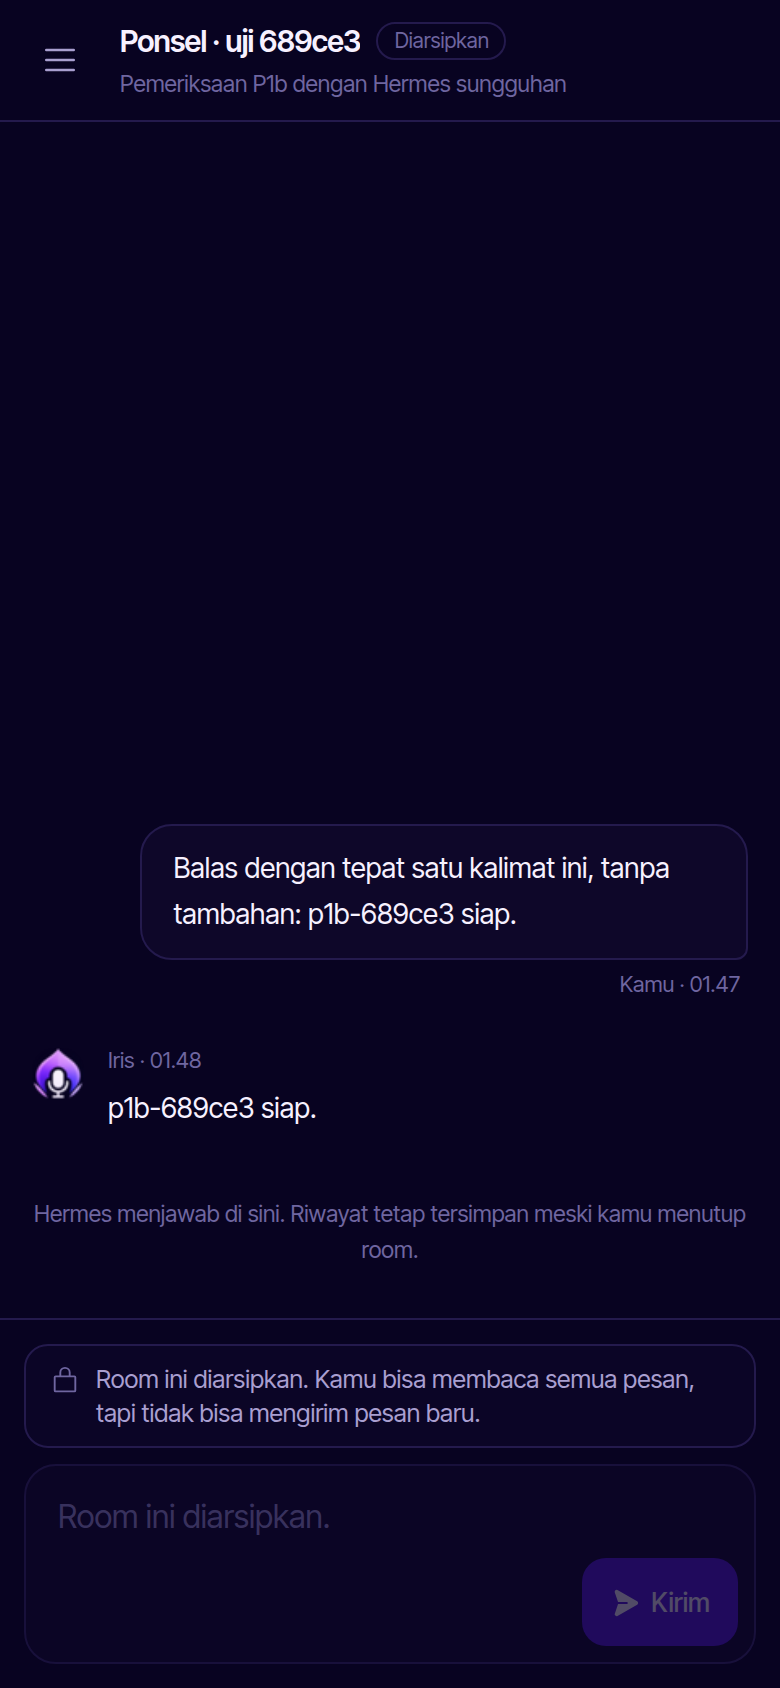 Ponsel · uji 689ce3 Diarsipkan
Pemeriksaan P1b dengan Hermes sungguhan
Balas dengan tepat satu kalimat ini, tanpa
tambahan: p1b-689ce3 siap.
Kamu · 01.47
Iris · 01.48
p1b-689ce3 siap.
Hermes menjawab di sini. Riwayat tetap tersimpan meski kamu menutup
room.
Room ini diarsipkan. Kamu bisa membaca semua pesan,
tapi tidak bisa mengirim pesan baru.
Room ini diarsipkan.
Kirim